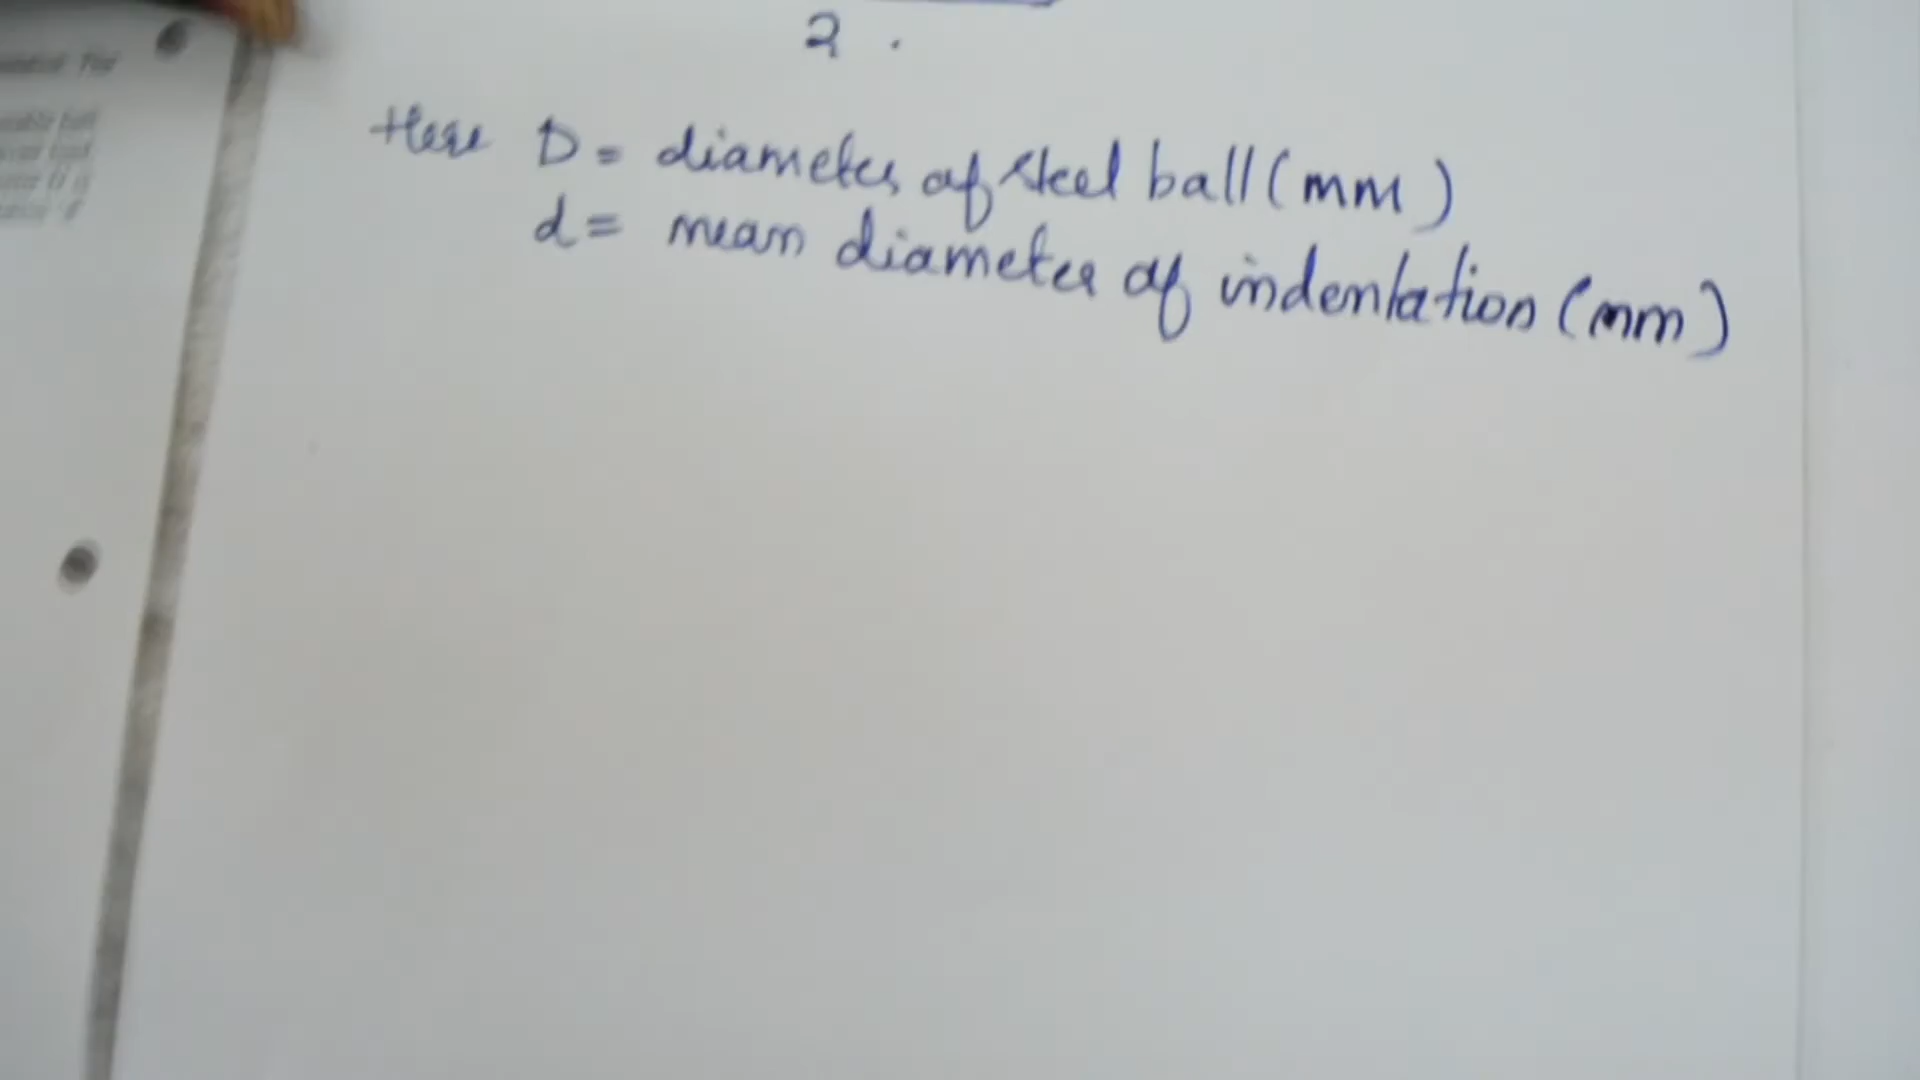 2 .
Here D = diameter of steel ball (mm)
d = mean diameter of indentation (mm)